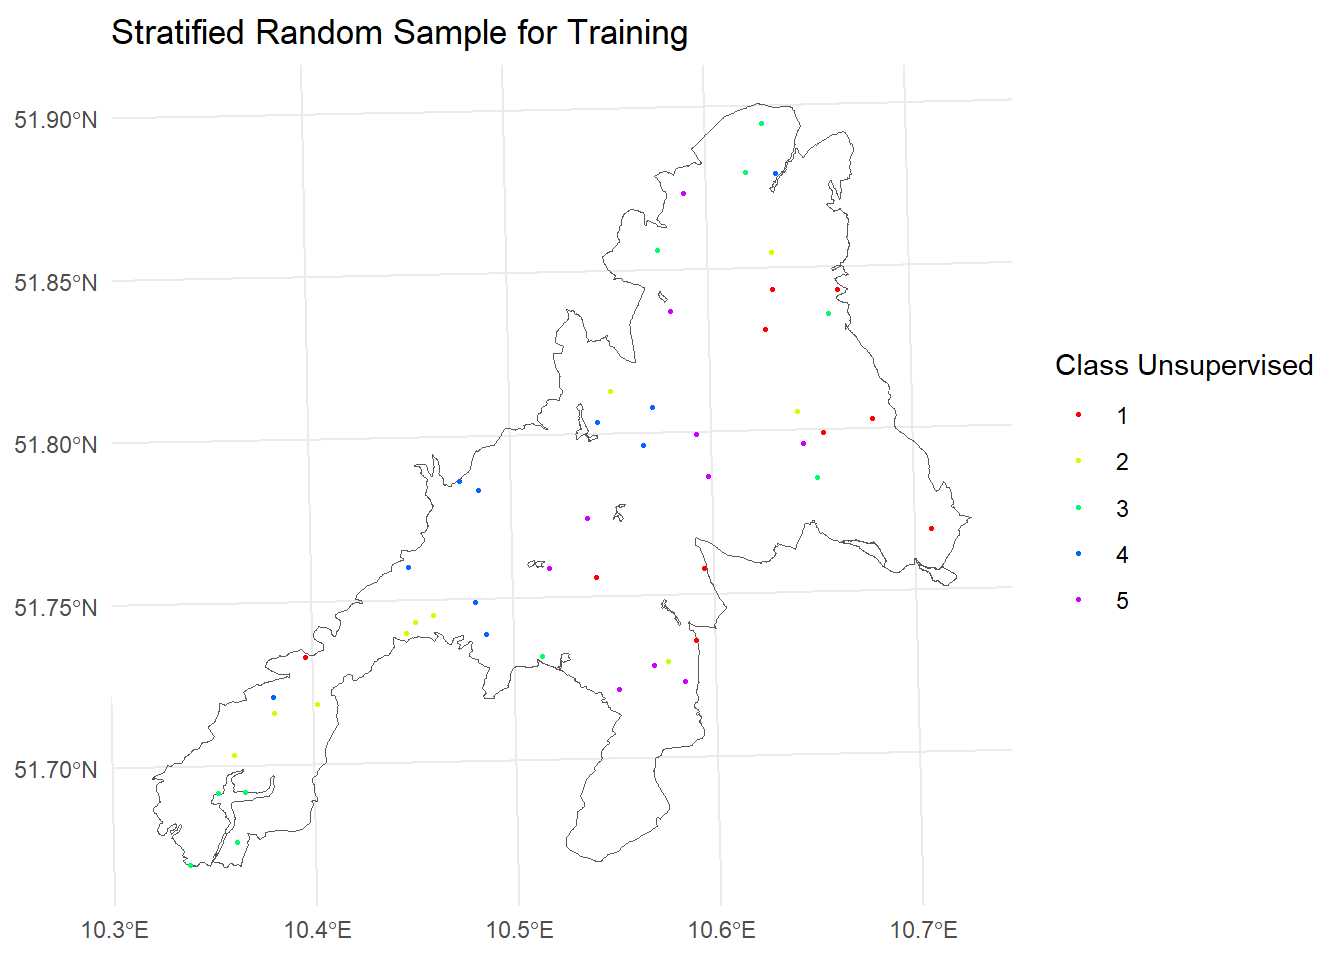 Stratified Random Sample for Training
51.90°N
51.85°N
51.80°N
51.75°N
51.70°N
10.3°E
10.4°E
10.5°E
10.6°E
10.7°E
Class Unsupervised
1
2
3
4
5